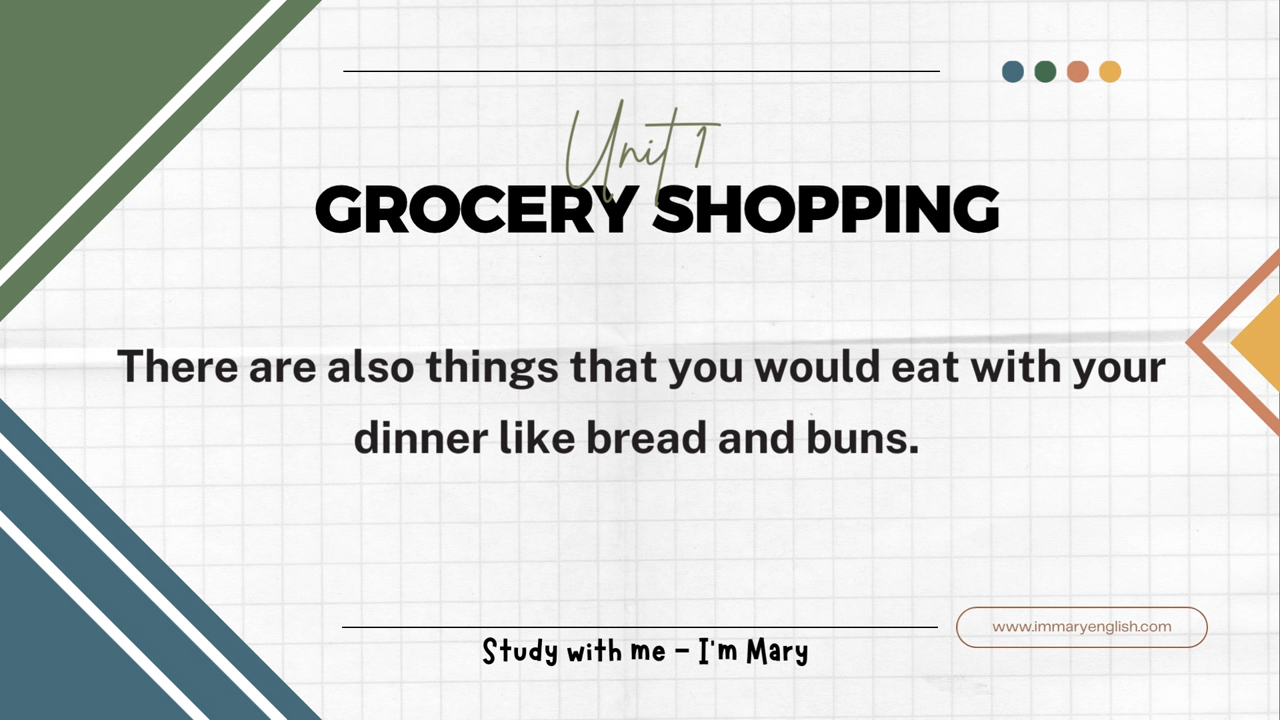 Unit 1
GROCERY SHOPPING
There are also things that you would eat with your
dinner like bread and buns.
www.immaryenglish.com
Study with me - I'm Mary